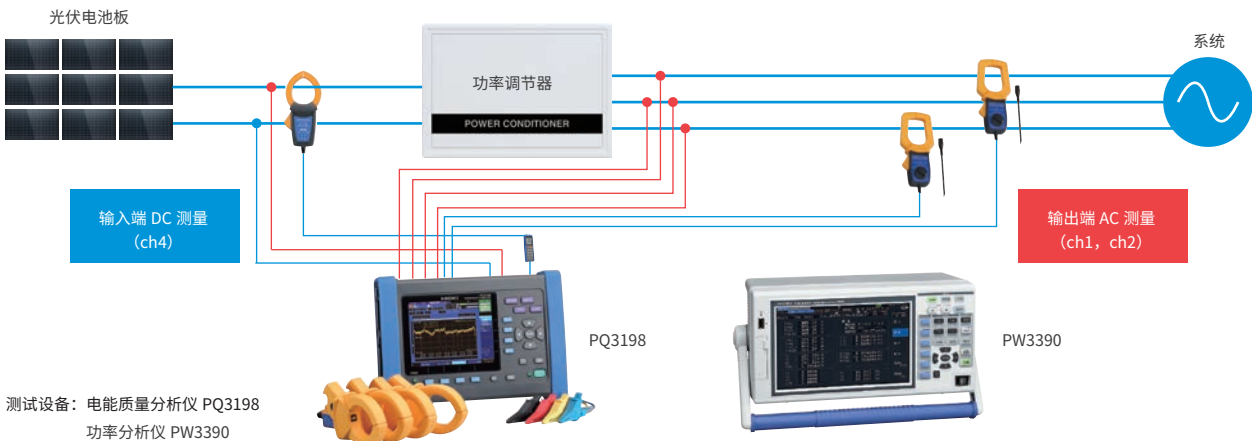 光伏电池板
系统
功率调节器
POWER CONDITIONER
输入端 DC 测量
（ch4）
输出端 AC 测量
（ch1，ch2）
PQ3198
PW3390
测试设备：电能质量分析仪 PQ3198
功率分析仪 PW3390